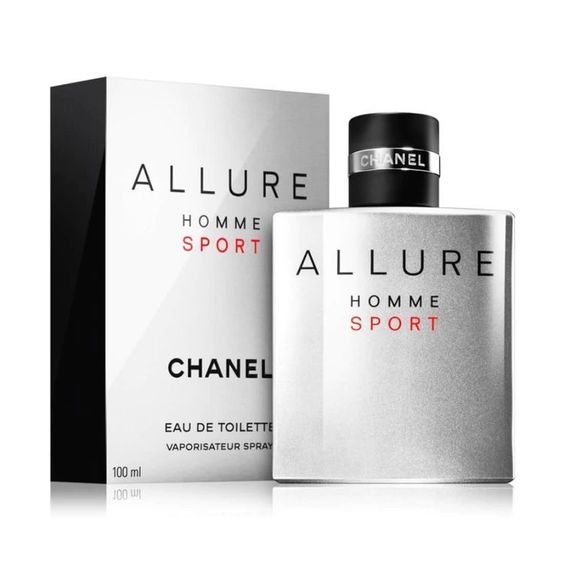 ALLURE
HOMME
SPORT
CHANEL
EAU DE TOILETTE
VAPORISATEUR SPRAY
100 ml
CHANEL
ALLURE
HOMME
SPORT